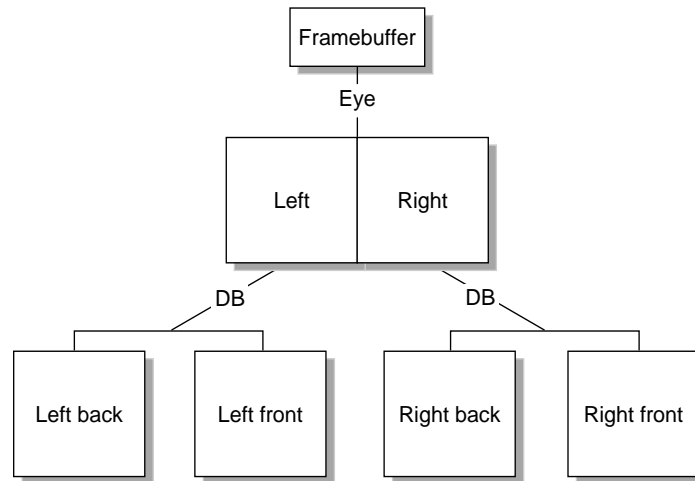 Framebuffer
Eye
Left
Right
DB
DB
Left back
Left front
Right back
Right front